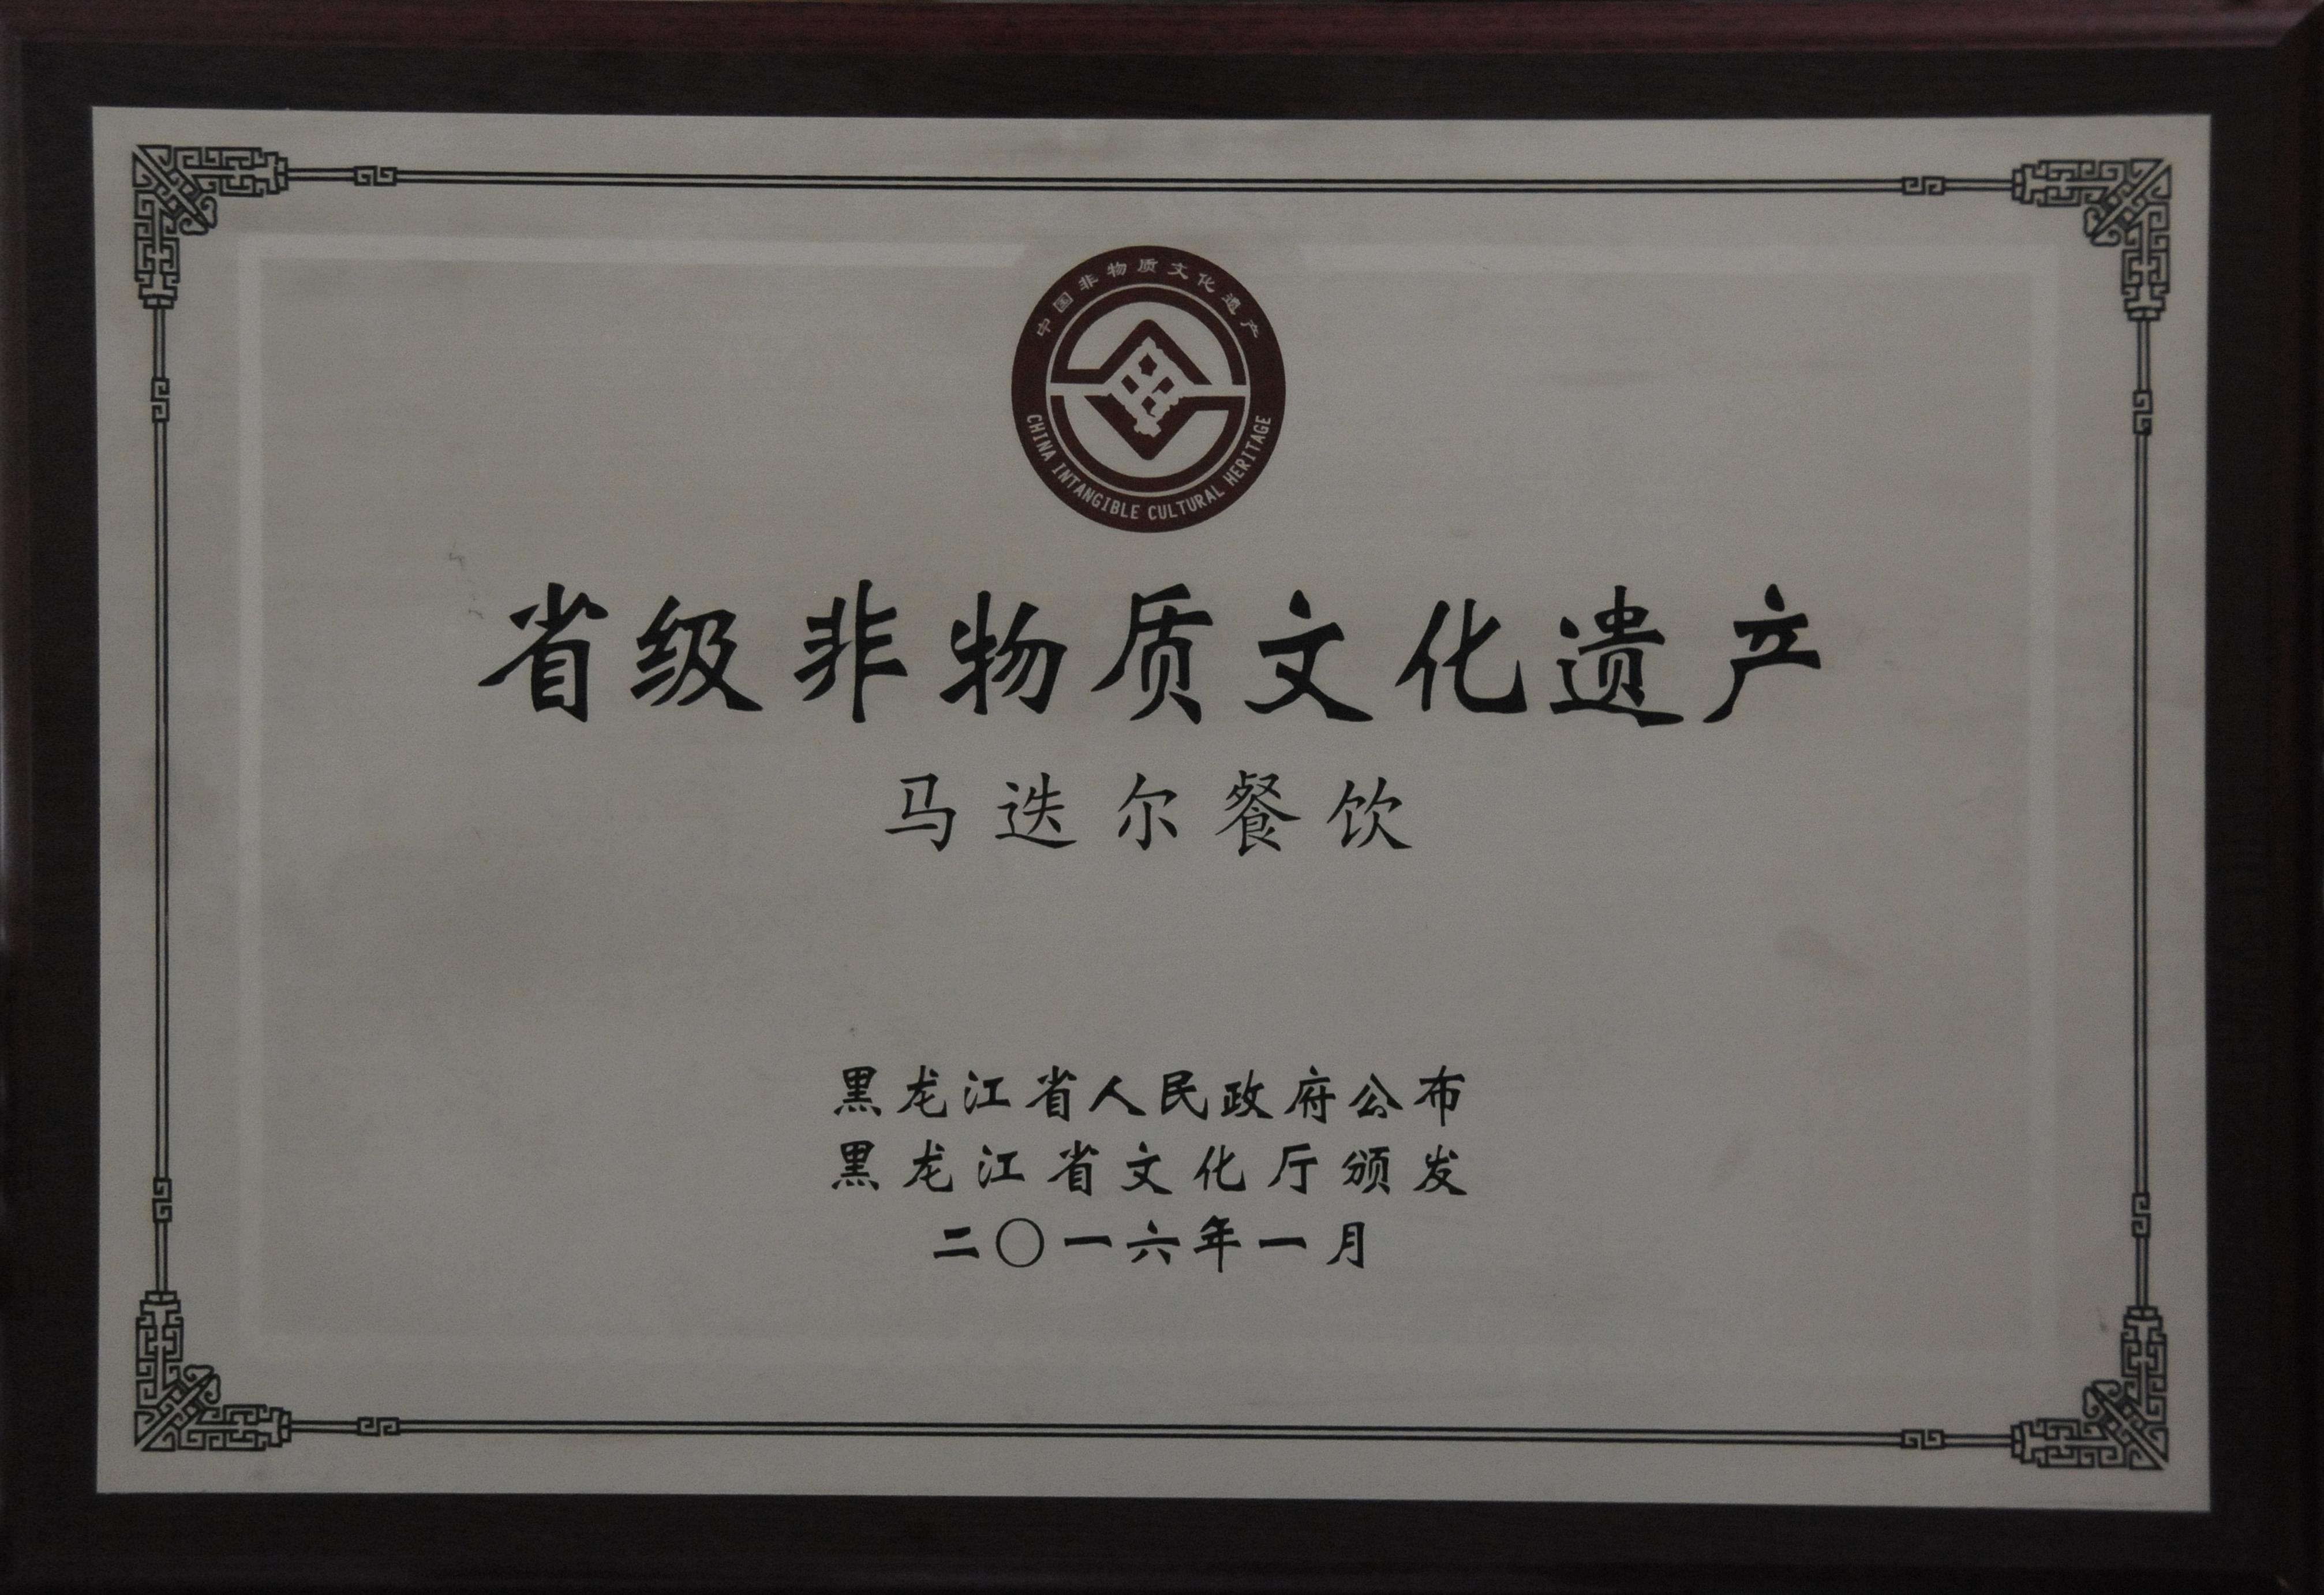 中国非物质文化遗产
CHINA INTANGIBLE CULTURAL HERITAGE
省级非物质文化遗产
马迭尔餐饮
黑龙江省人民政府公布
黑龙江省文化厅颁发
二〇一六年一月